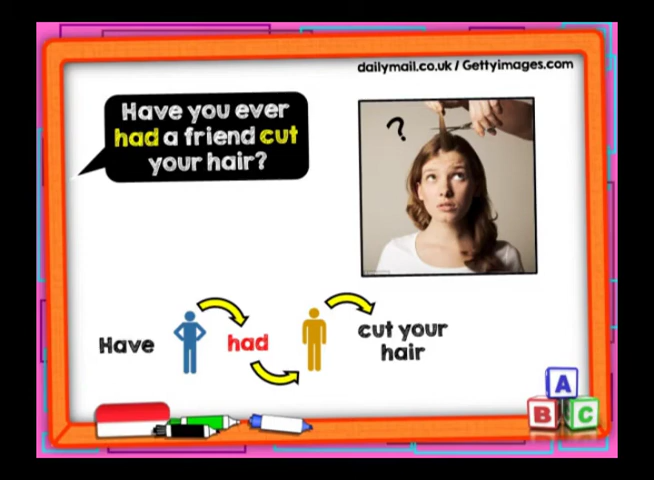 dailymail.co.uk / Gettyimages.com
Have you ever
had a friend cut
your hair?
?
Have had cut your
hair
A
B C